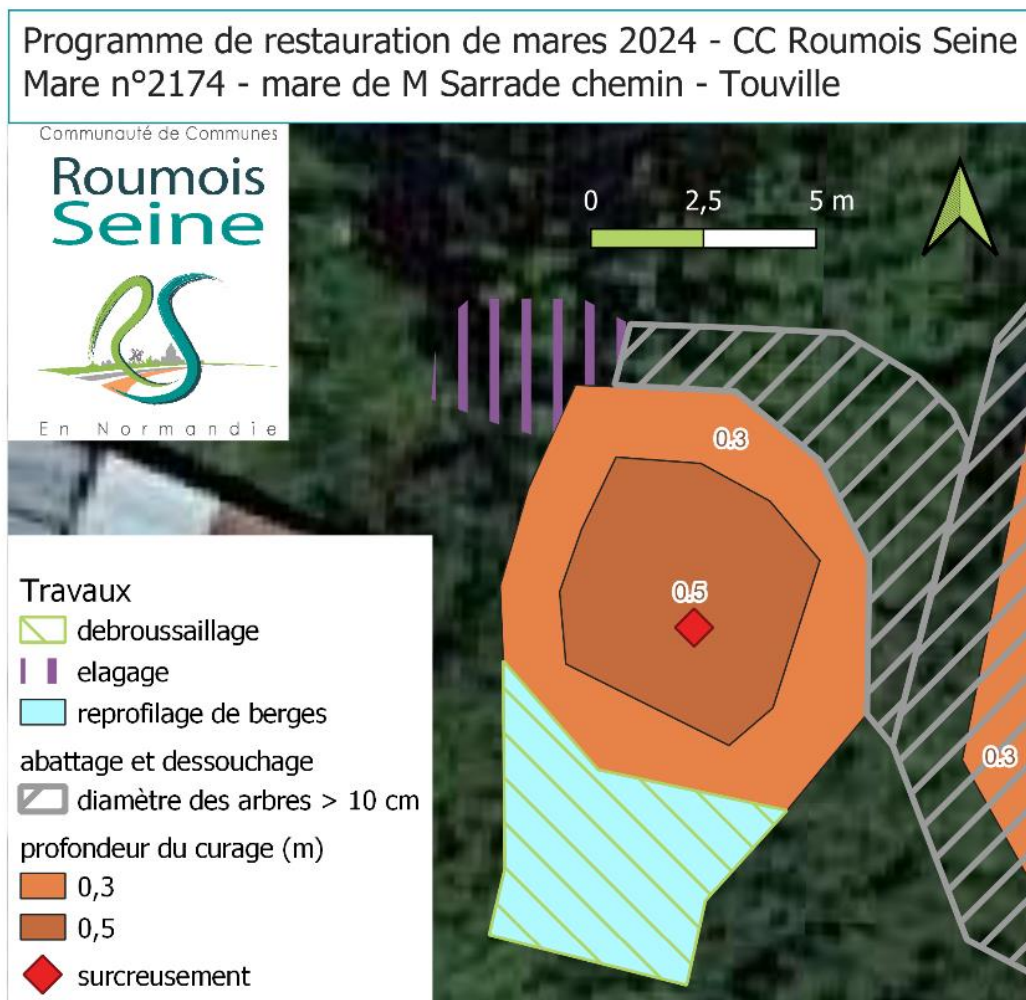 Programme de restauration de mares 2024 - CC Roumois Seine
Mare n°2174 - mare de M Sarrade chemin - Touville
Communauté de Communes
Roumois
Seine
En Normandie
0 2,5 5 m
0.3
0.5
0.3
Travaux
debroussaillage
elagage
reprofilage de berges
abattage et dessouchage
diamètre des arbres > 10 cm
profondeur du curage (m)
0,3
0,5
surcreusement